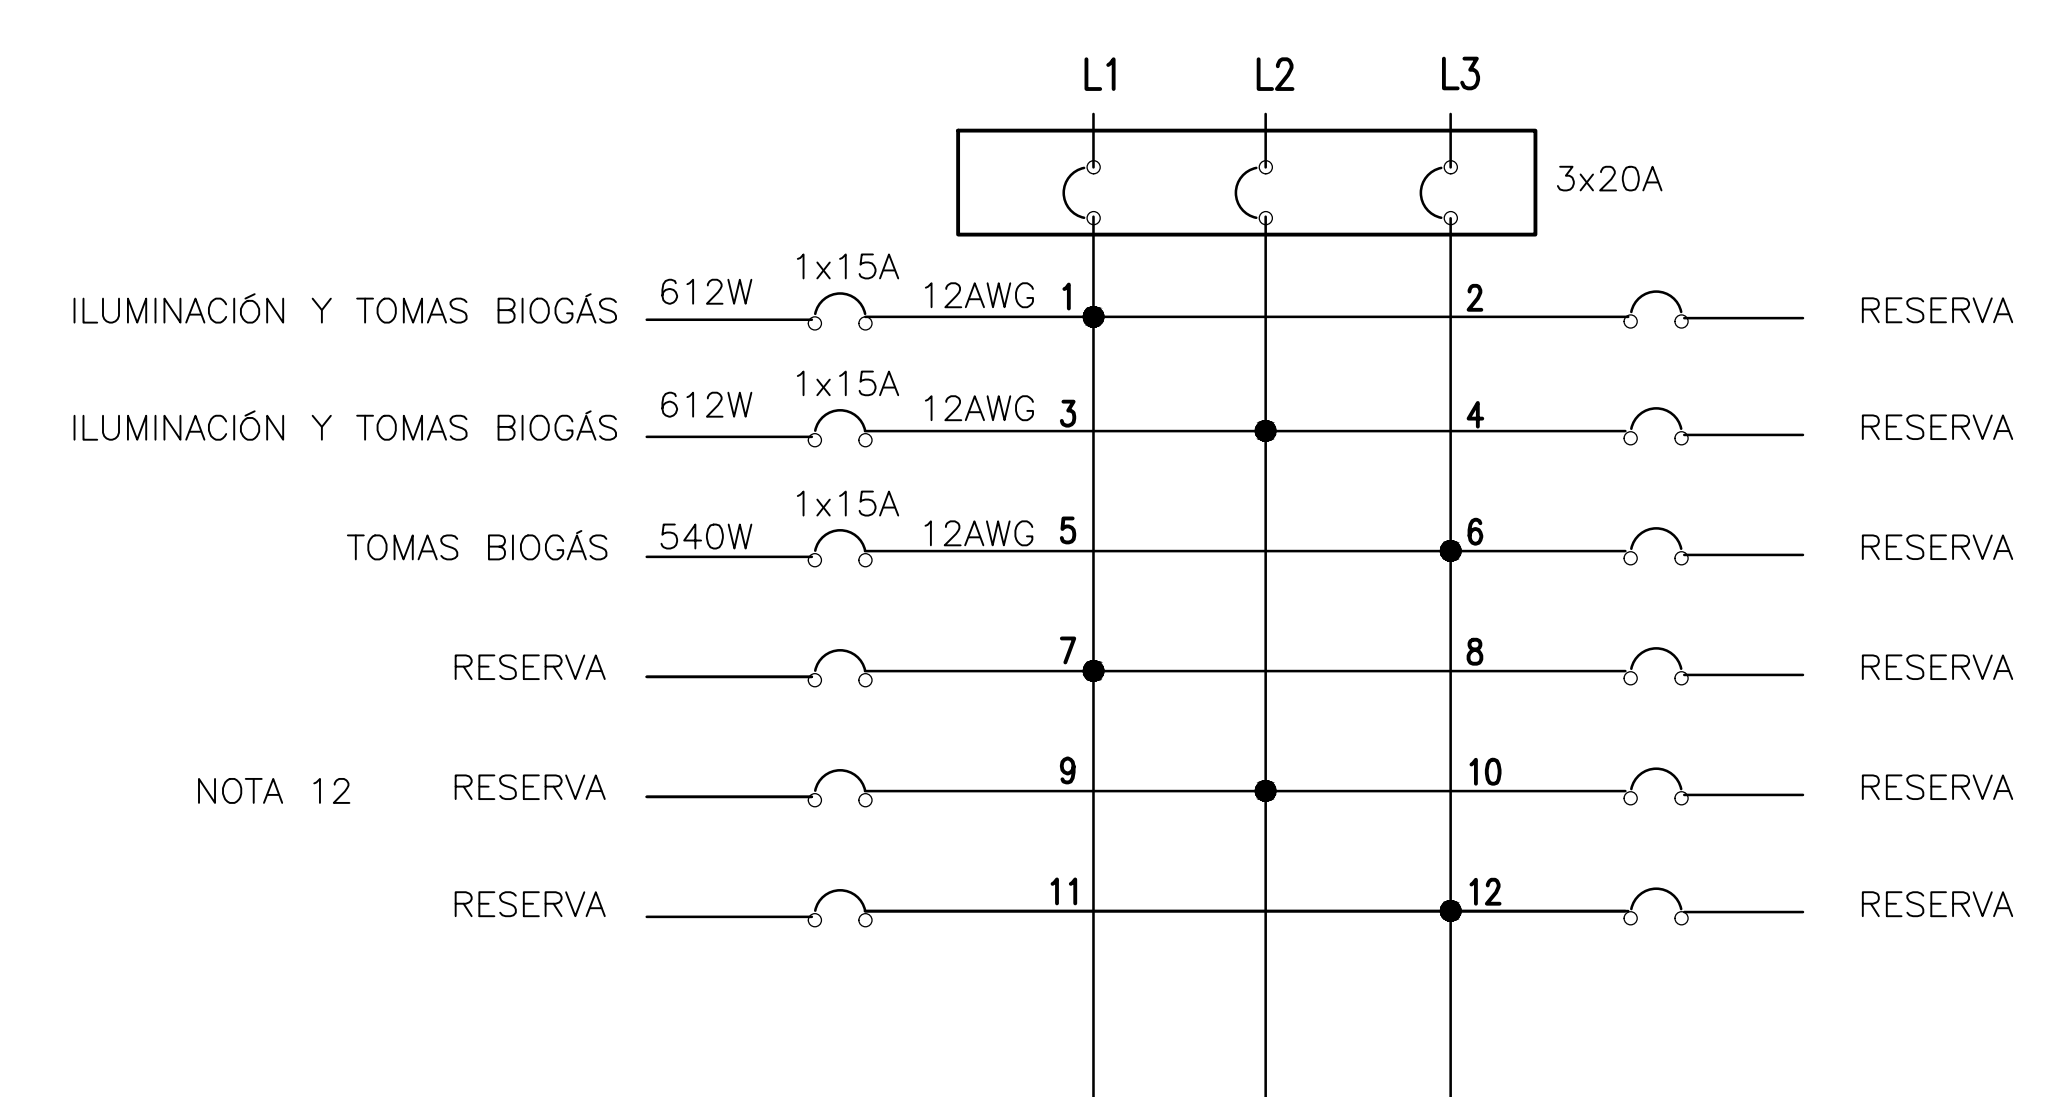 L1 L2 L3
3x20A
ILUMINACIÓN Y TOMAS BIOGÁS 612W 1x15A 12AWG 1 2 RESERVA
ILUMINACIÓN Y TOMAS BIOGÁS 612W 1x15A 12AWG 3 4 RESERVA
TOMAS BIOGÁS 540W 1x15A 12AWG 5 6 RESERVA
RESERVA 7 8 RESERVA
NOTA 12 RESERVA 9 10 RESERVA
RESERVA 11 12 RESERVA